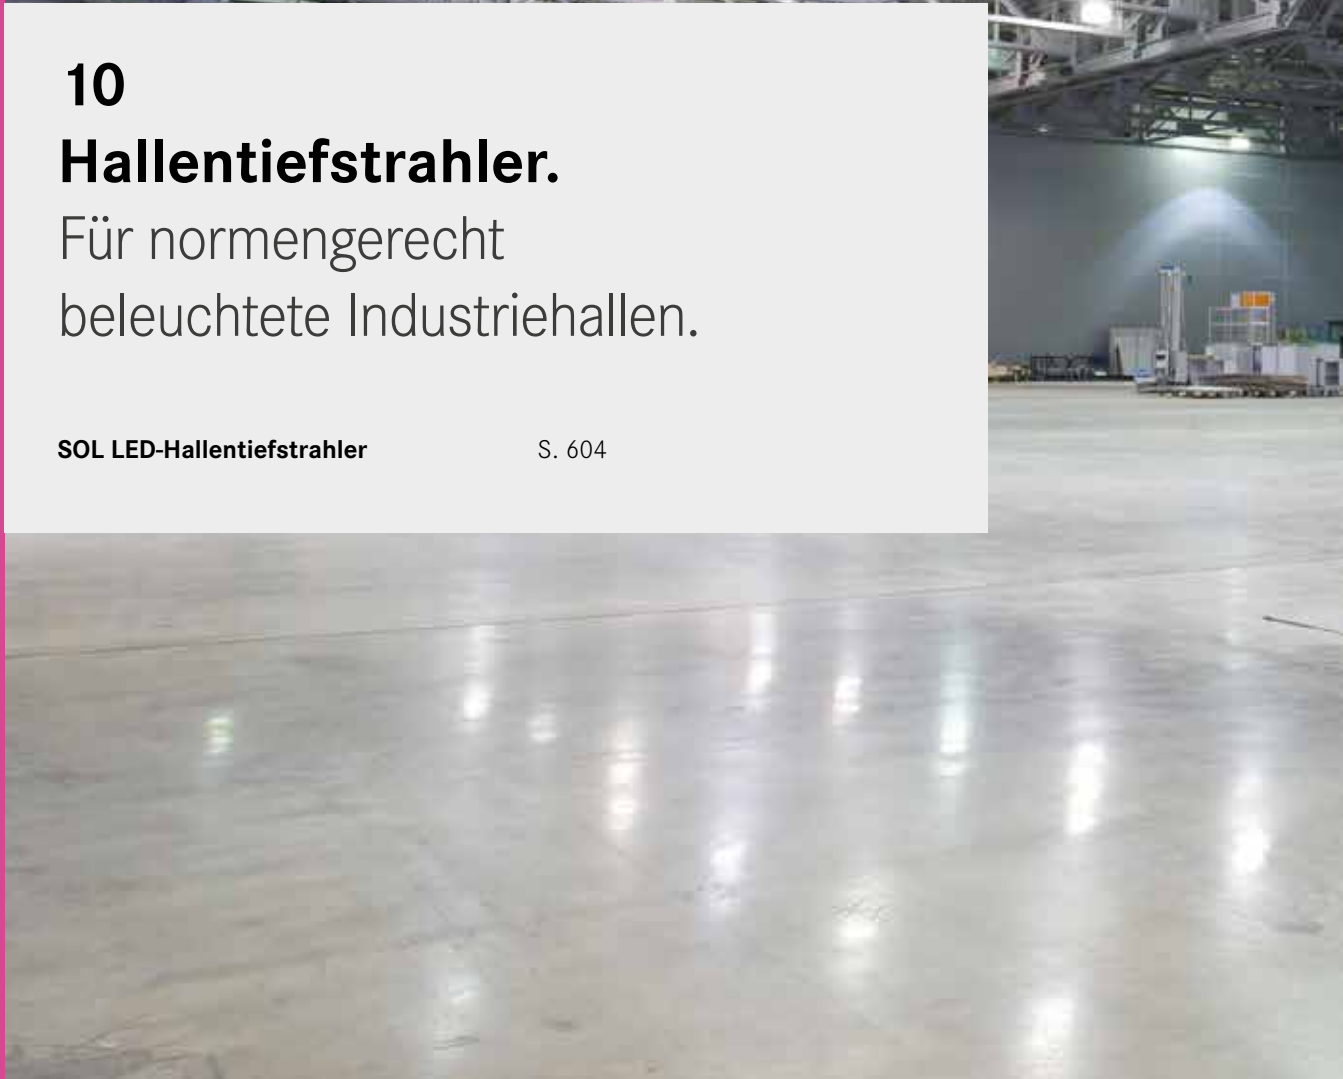 10
Hallentiefstrahler.
Für normengerecht
beleuchtete Industriehallen.
SOL LED-Hallentiefstrahler S. 604